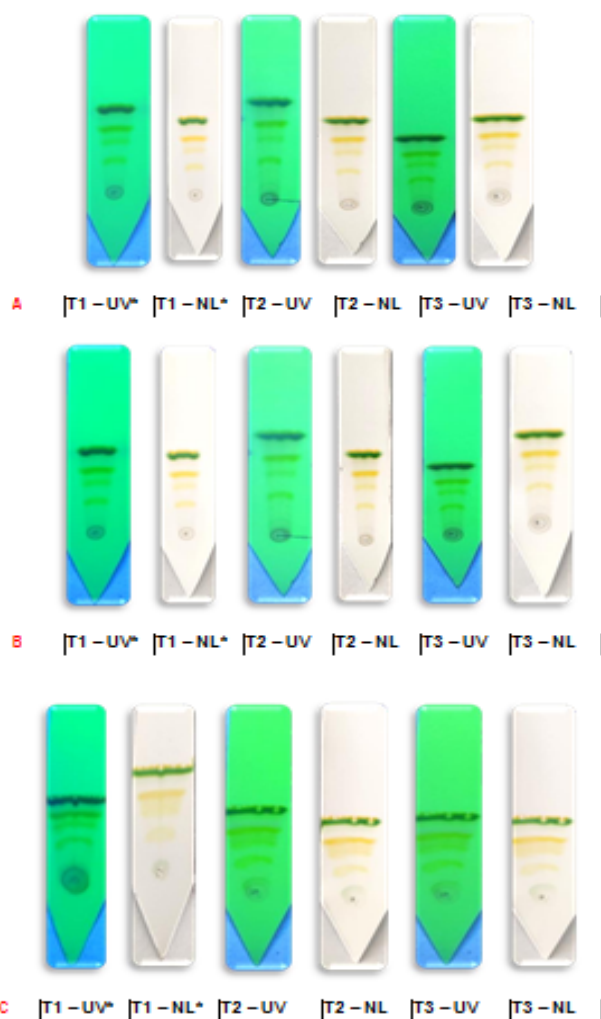 A |T1 – UV* |T1 – NL* |T2 – UV |T2 – NL |T3 – UV |T3 – NL |
B |T1 – UV* |T1 – NL* |T2 – UV |T2 – NL |T3 – UV |T3 – NL |
C |T1 – UV* |T1 – NL* |T2 – UV |T2 – NL |T3 – UV |T3 – NL |